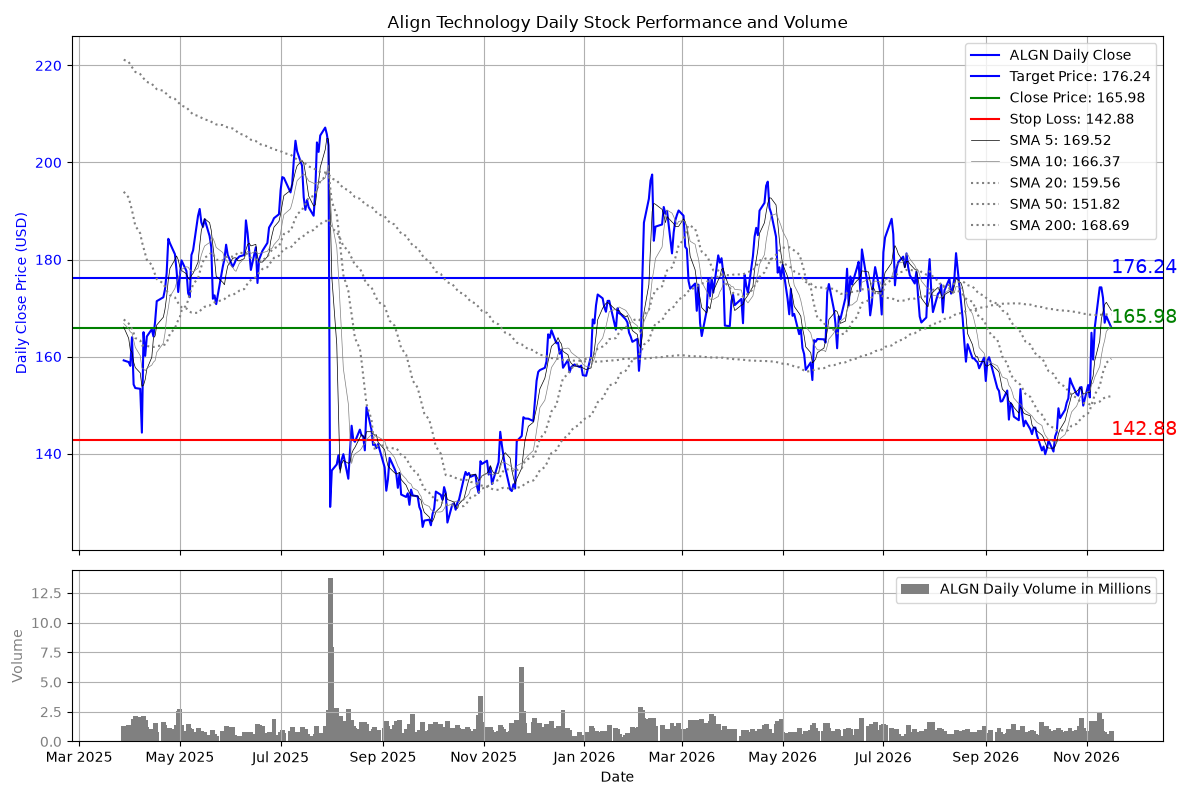 Align Technology Daily Stock Performance and Volume
220
200
180
160
140
Daily Close Price (USD)
ALGN Daily Close
Target Price: 176.24
Close Price: 165.98
Stop Loss: 142.88
SMA 5: 169.52
SMA 10: 166.37
SMA 20: 159.56
SMA 50: 151.82
SMA 200: 168.69
176.24
165.98
142.88
12.5
10.0
7.5
5.0
2.5
0.0
Volume
ALGN Daily Volume in Millions
Mar 2025 May 2025 Jul 2025 Sep 2025 Nov 2025 Jan 2026 Mar 2026 May 2026 Jul 2026 Sep 2026 Nov 2026
Date